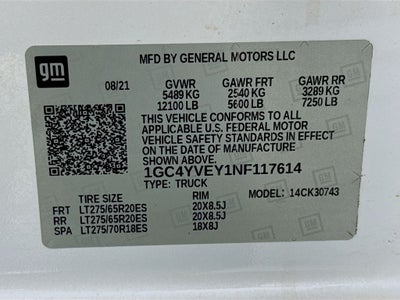 gm
MFD BY GENERAL MOTORS LLC
08/21 GVWR GAWR FRT GAWR RR
5489 KG 2540 KG 3289 KG
12100 LB 5600 LB 7250 LB
THIS VEHICLE CONFORMS TO ALL
APPLICABLE U.S. FEDERAL MOTOR
VEHICLE SAFETY STANDARDS IN EFFECT
ON THE DATE OF MANUFACTURE
SHOWN ABOVE.
1GC4YVEY1NF117614
TYPE: TRUCK MODEL: 14CK30743
TIRE SIZE RIM
FRT LT275/65R20ES 20X8.5J
RR LT275/65R20ES 20X8.5J
SPA LT275/70R18ES 18X8J